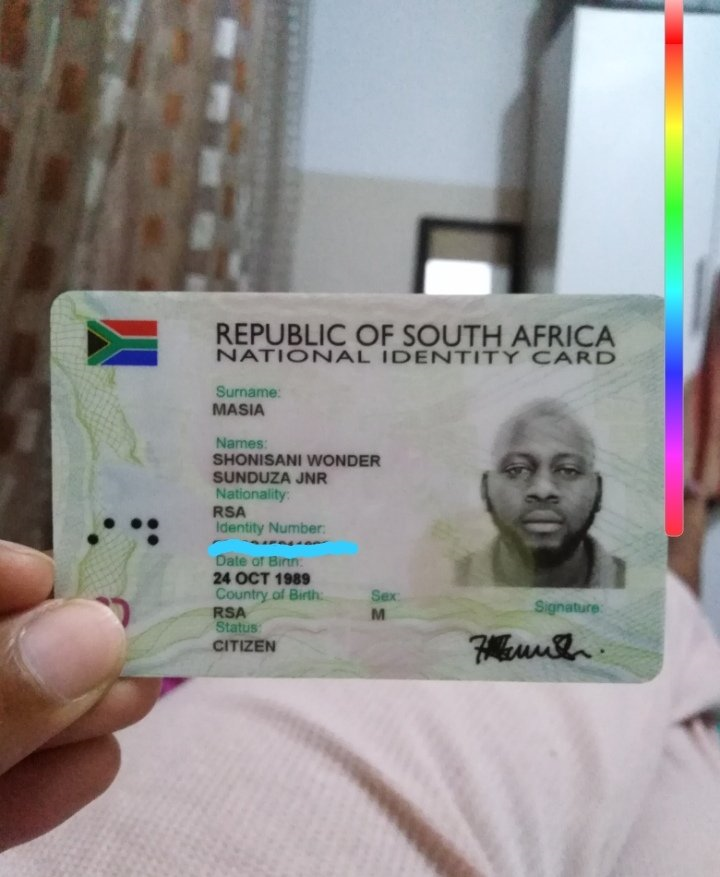 REPUBLIC OF SOUTH AFRICA
NATIONAL IDENTITY CARD
Surname:
MASIA
Names:
SHONISANI WONDER
SUNDUZA JNR
Nationality:
RSA
Identity Number:
Date of Birth:
24 OCT 1989
Country of Birth:
RSA
Sex:
M
Status:
CITIZEN
Signature: